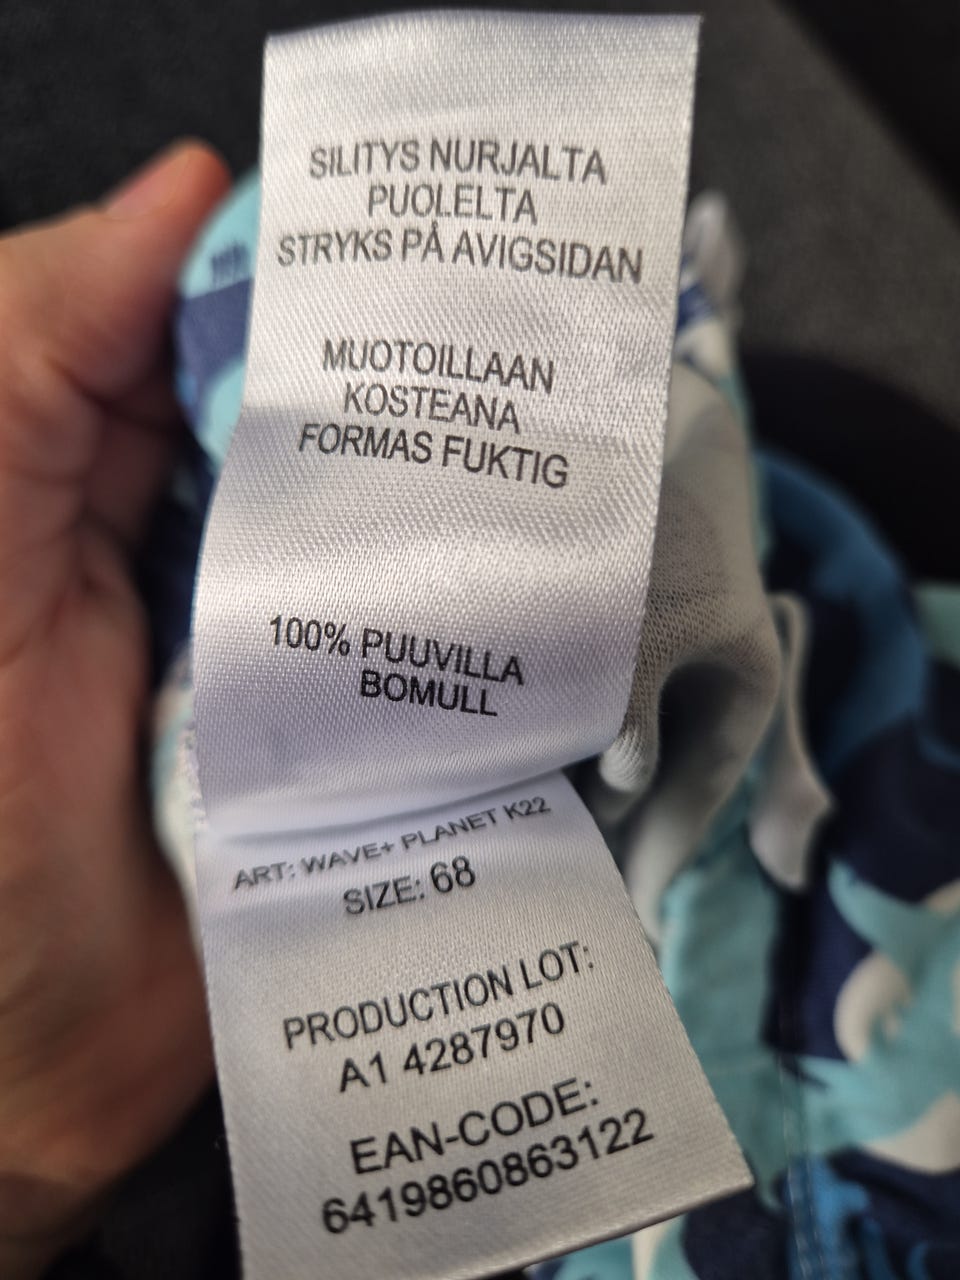 SILITYS NURJALTA
PUOLELTA
STRYKS PÅ AVIGSIDAN
MUOTOILLAAN
KOSTEANA
FORMAS FUKTIG
100% PUUVILLA
BOMULL
ART: WAVE+ PLANET K22
SIZE: 68
PRODUCTION LOT:
A1 4287970
EAN-CODE:
6419860863122